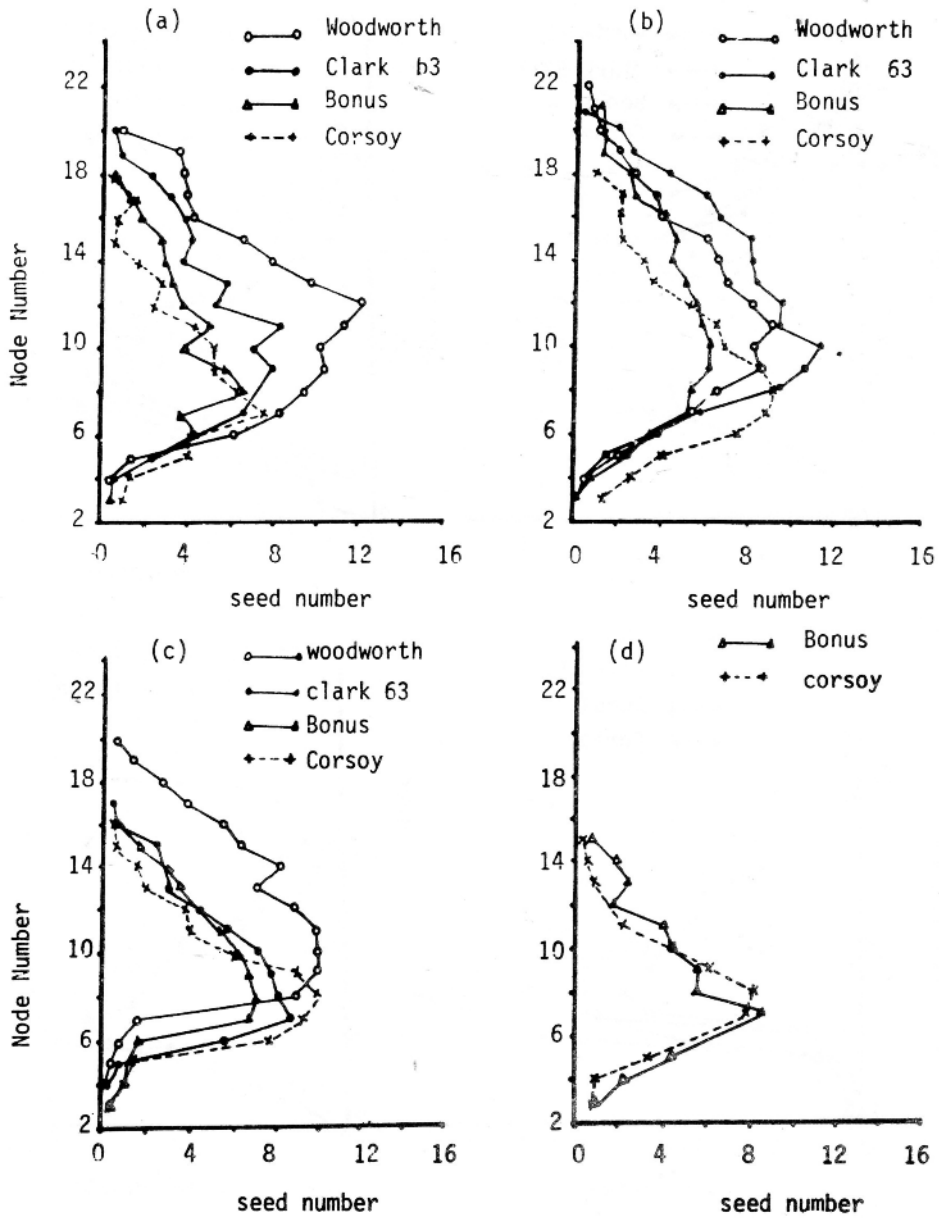 (a)
Woodworth
Clark b3
Bonus
Corsoy
22
18
14
10
6
2
Node Number
0
4
8
12
16
seed number
(b)
Woodworth
Clark 63
Bonus
Corsoy
22
18
14
10
6
2
0
4
8
12
16
seed number
(c)
woodworth
clark 63
Bonus
Corsoy
22
18
14
10
6
2
Node Number
0
4
8
12
16
seed number
(d)
Bonus
corsoy
22
18
14
10
6
2
0
4
8
12
16
seed number